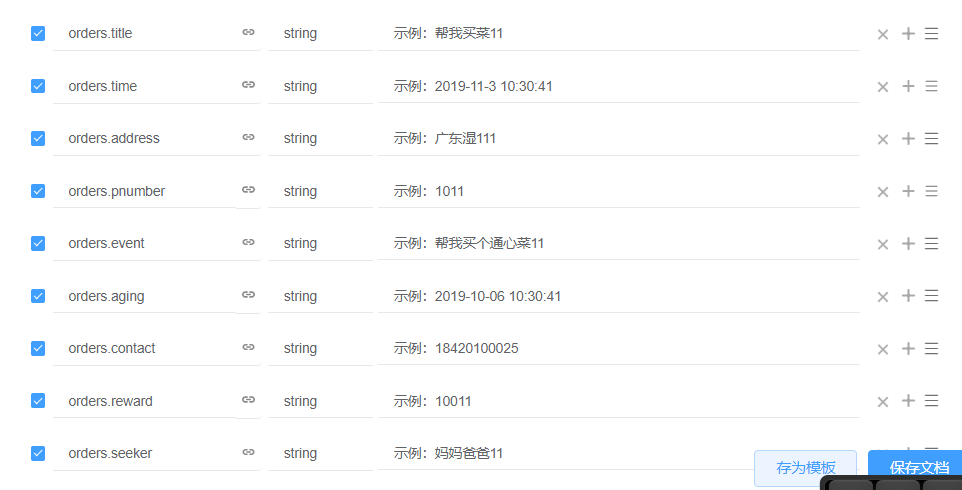 orders.title string 示例：帮我买菜11
orders.time string 示例：2019-11-3 10:30:41
orders.address string 示例：广东湿111
orders.pnumber string 示例：1011
orders.event string 示例：帮我买个通心菜11
orders.aging string 示例：2019-10-06 10:30:41
orders.contact string 示例：18420100025
orders.reward string 示例：10011
orders.seeker string 示例：妈妈爸爸11
存为模板 保存文档